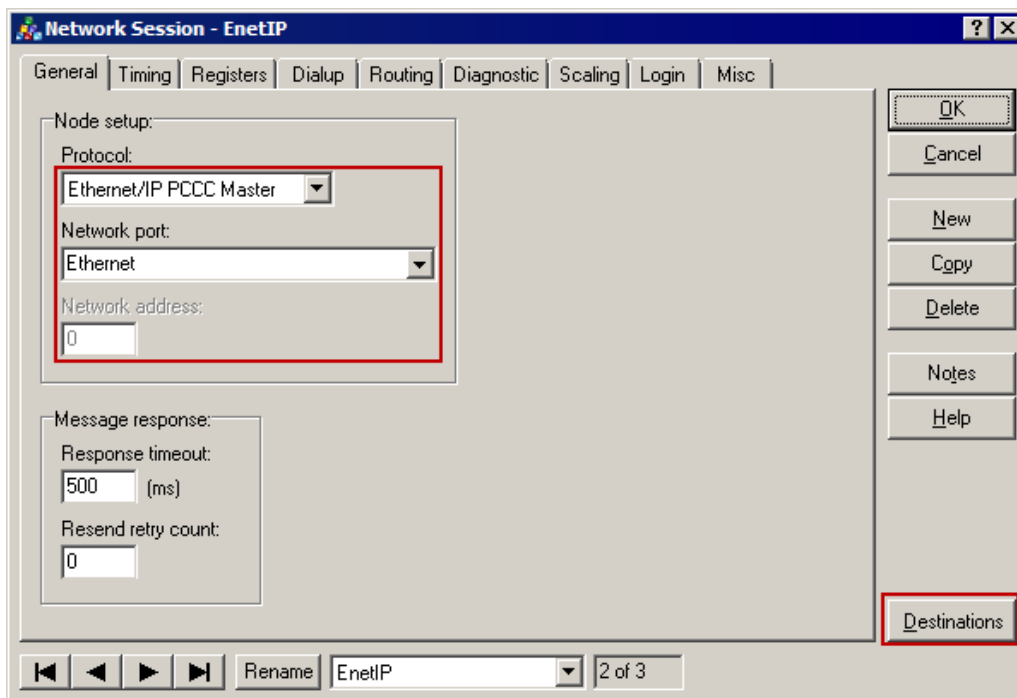 Network Session - EnetIP
General Timing Registers Dialup Routing Diagnostic Scaling Login Misc
Node setup:
Protocol:
Ethernet/IP PCCC Master
Network port:
Ethernet
Network address:
0
Message response:
Response timeout:
500 (ms)
Resend retry count:
0
OK
Cancel
New
Copy
Delete
Notes
Help
Destinations
Rename EnetIP 2 of 3